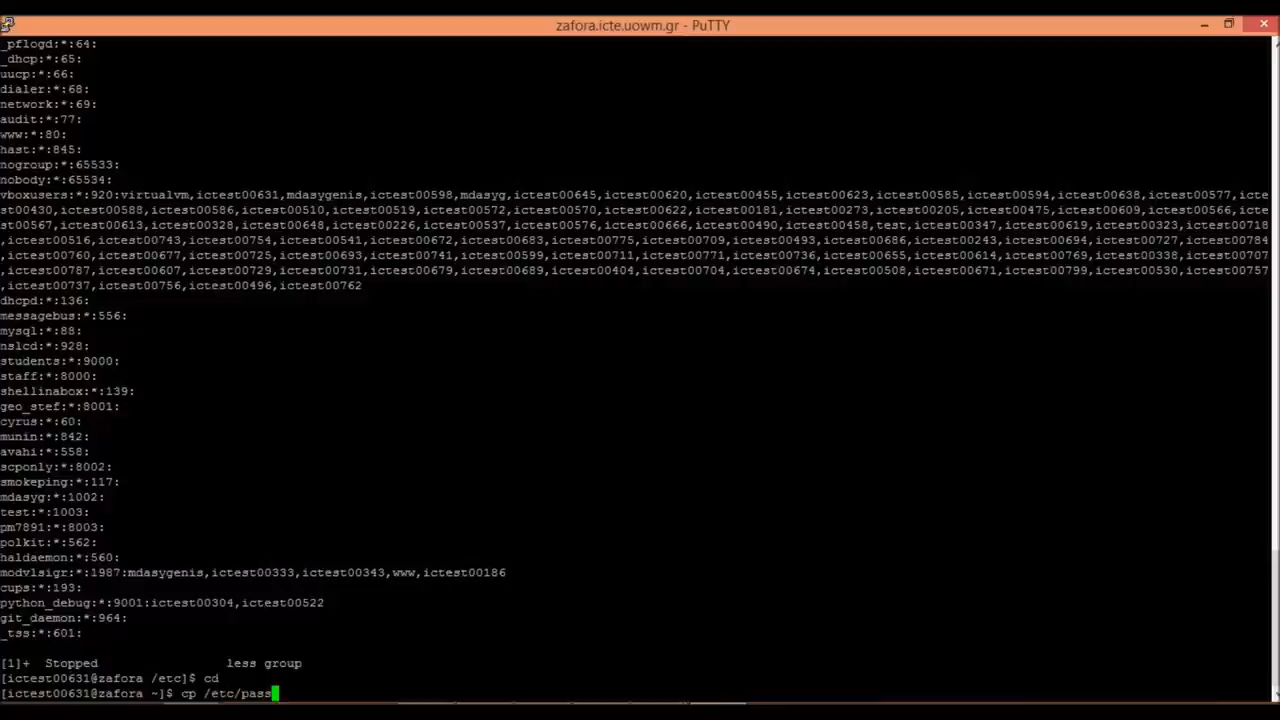 zafora.icte.uowm.gr - PuTTY
_pflogd:*:64:
_dhcp:*:65:
uucp:*:66:
dialer:*:68:
network:*:69:
audit:*:77:
www:*:80:
hast:*:845:
nogroup:*:65533:
nobody:*:65534:
vboxusers:*:920:virtualvm,ictest00631,mdasygenis,ictest00598,mdasyg,ictest00645,ictest00620,ictest00455,ictest00623,ictest00585,ictest00594,ictest00638,ictest00577,icte
st00430,ictest00588,ictest00586,ictest00510,ictest00519,ictest00572,ictest00570,ictest00622,ictest00181,ictest00273,ictest00205,ictest00475,ictest00609,ictest00566,icte
st00567,ictest00613,ictest00328,ictest00648,ictest00226,ictest00537,ictest00576,ictest00666,ictest00490,ictest00458,test,ictest00347,ictest00619,ictest00323,ictest00718
,ictest00516,ictest00743,ictest00754,ictest00541,ictest00672,ictest00683,ictest00775,ictest00709,ictest00493,ictest00686,ictest00243,ictest00694,ictest00727,ictest00784
,ictest00760,ictest00677,ictest00725,ictest00693,ictest00741,ictest00599,ictest00711,ictest00771,ictest00736,ictest00655,ictest00614,ictest00769,ictest00338,ictest00707
,ictest00787,ictest00607,ictest00729,ictest00731,ictest00679,ictest00689,ictest00404,ictest00704,ictest00674,ictest00508,ictest00671,ictest00799,ictest00530,ictest00757
,ictest00737,ictest00756,ictest00496,ictest00762
dhcpd:*:136:
messagebus:*:556:
mysql:*:88:
nslcd:*:928:
students:*:9000:
staff:*:8000:
shellinabox:*:139:
geo_stef:*:8001:
cyrus:*:60:
munin:*:842:
avahi:*:558:
scponly:*:8002:
smokeping:*:117:
mdasyg:*:1002:
test:*:1003:
pm7891:*:8003:
polkit:*:562:
haldaemon:*:560:
modvlsigr:*:1987:mdasygenis,ictest00333,ictest00343,www,ictest00186
cups:*:193:
python_debug:*:9001:ictest00304,ictest00522
git_daemon:*:964:
_tss:*:601:
[1]+  Stopped                 less group
[ictest00631@zafora /etc]$ cd
[ictest00631@zafora ~]$ cp /etc/pass